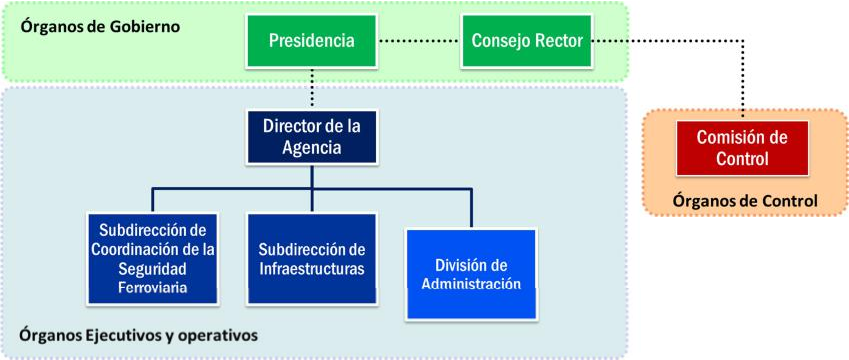 Órganos de Gobierno
Presidencia
Consejo Rector
Director de la
Agencia
Comisión de
Control
Órganos de Control
Subdirección de
Coordinación de la
Seguridad
Ferroviaria
Subdirección de
Infraestructuras
División de
Administración
Órganos Ejecutivos y operativos